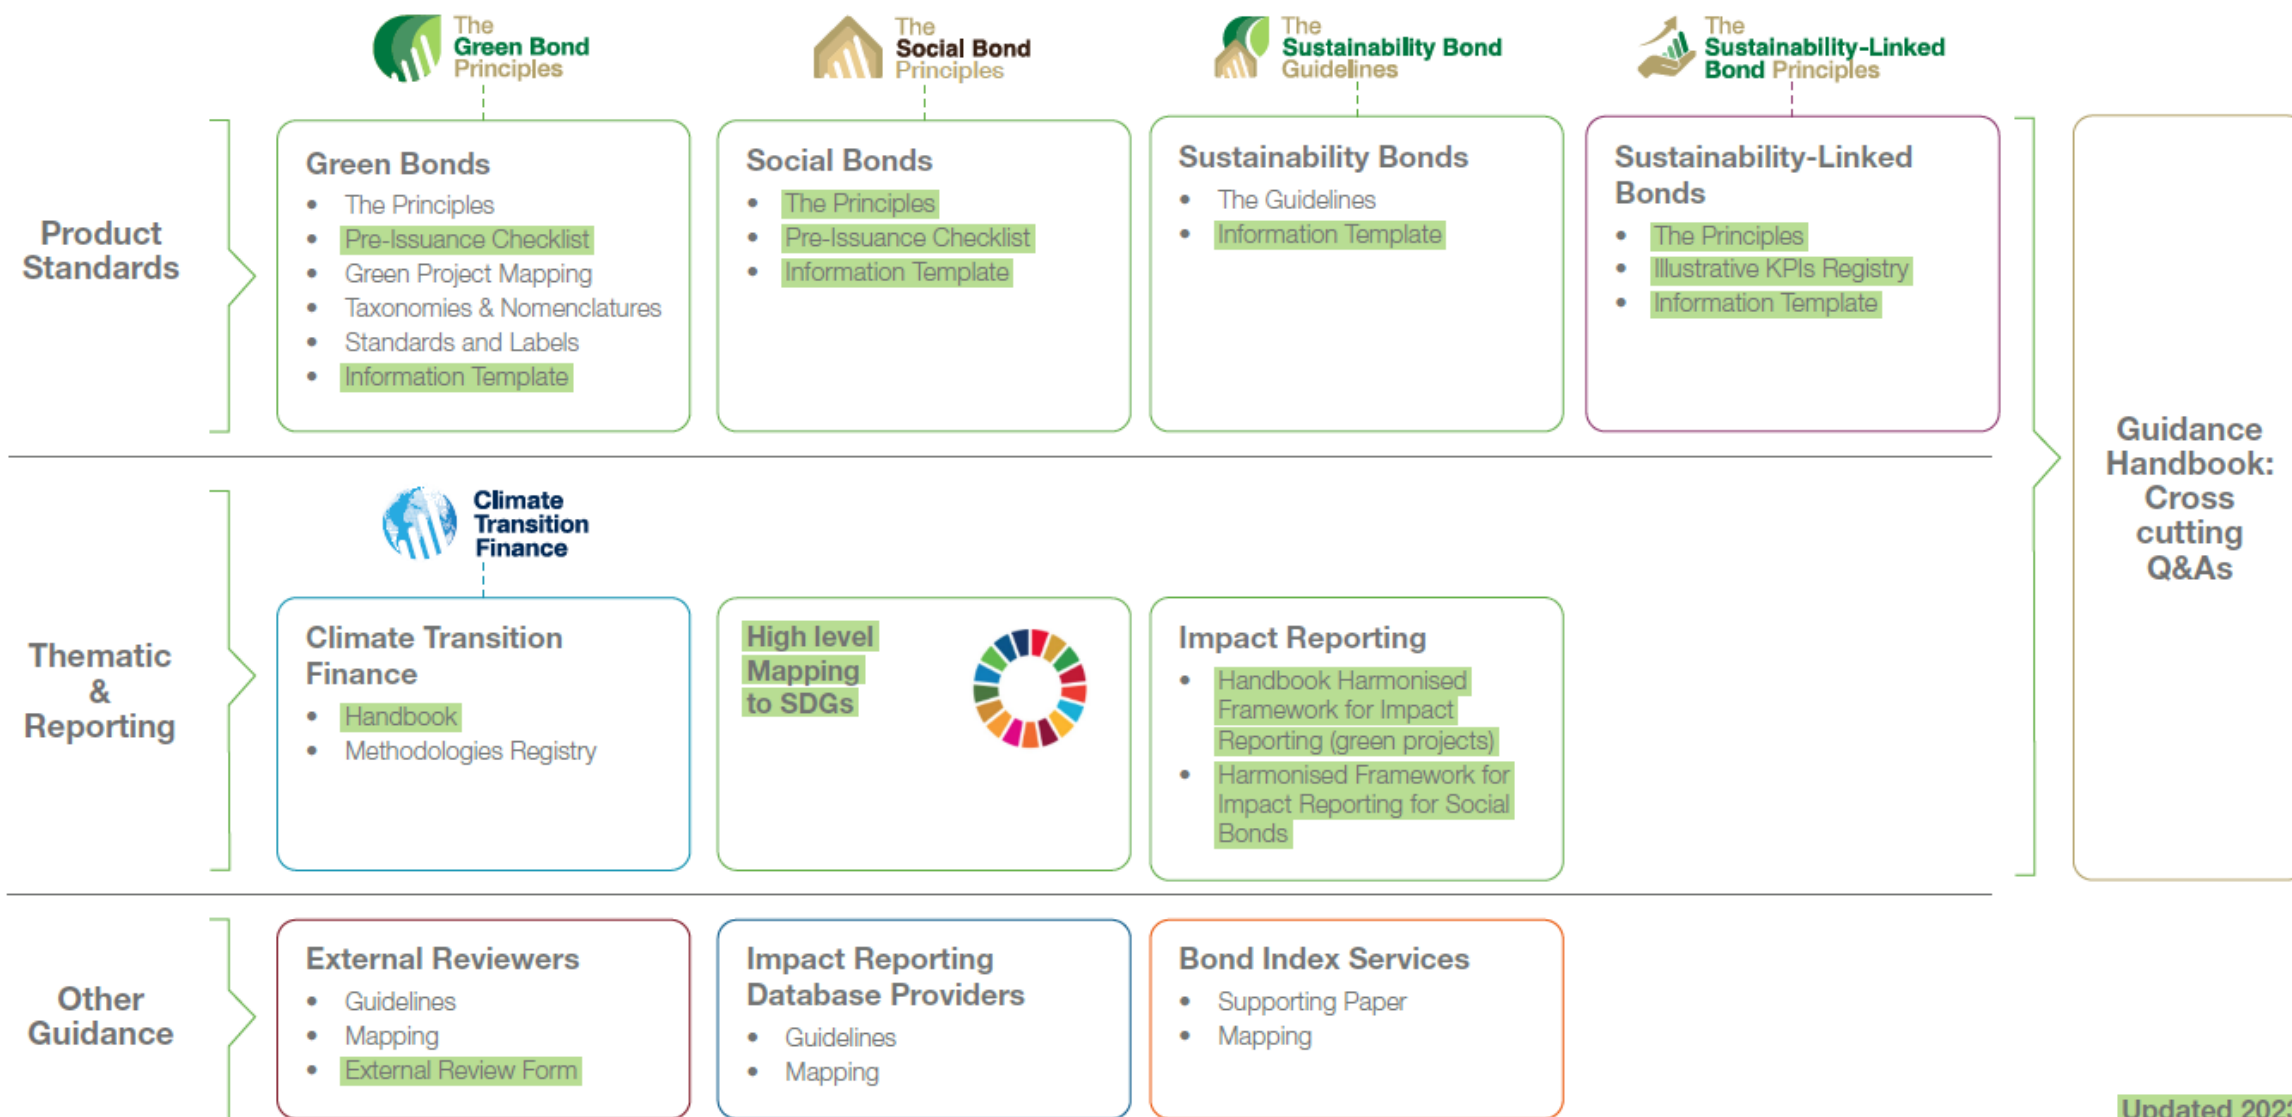 The
Green Bond
Principles
The
Social Bond
Principles
The
Sustainability Bond
Guidelines
The
Sustainability-Linked
Bond Principles
Product
Standards
Green Bonds
• The Principles
• Pre-Issuance Checklist
• Green Project Mapping
• Taxonomies & Nomenclatures
• Standards and Labels
• Information Template
Social Bonds
• The Principles
• Pre-Issuance Checklist
• Information Template
Sustainability Bonds
• The Guidelines
• Information Template
Sustainability-Linked
Bonds
• The Principles
• Illustrative KPIs Registry
• Information Template
Guidance
Handbook:
Cross
cutting
Q&As
Thematic
&
Reporting
Climate
Transition
Finance
Climate Transition
Finance
• Handbook
• Methodologies Registry
High level
Mapping
to SDGs
Impact Reporting
• Handbook Harmonised
Framework for Impact
Reporting (green projects)
• Harmonised Framework for
Impact Reporting for Social
Bonds
Other
Guidance
External Reviewers
• Guidelines
• Mapping
• External Review Form
Impact Reporting
Database Providers
• Guidelines
• Mapping
Bond Index Services
• Supporting Paper
• Mapping
Updated